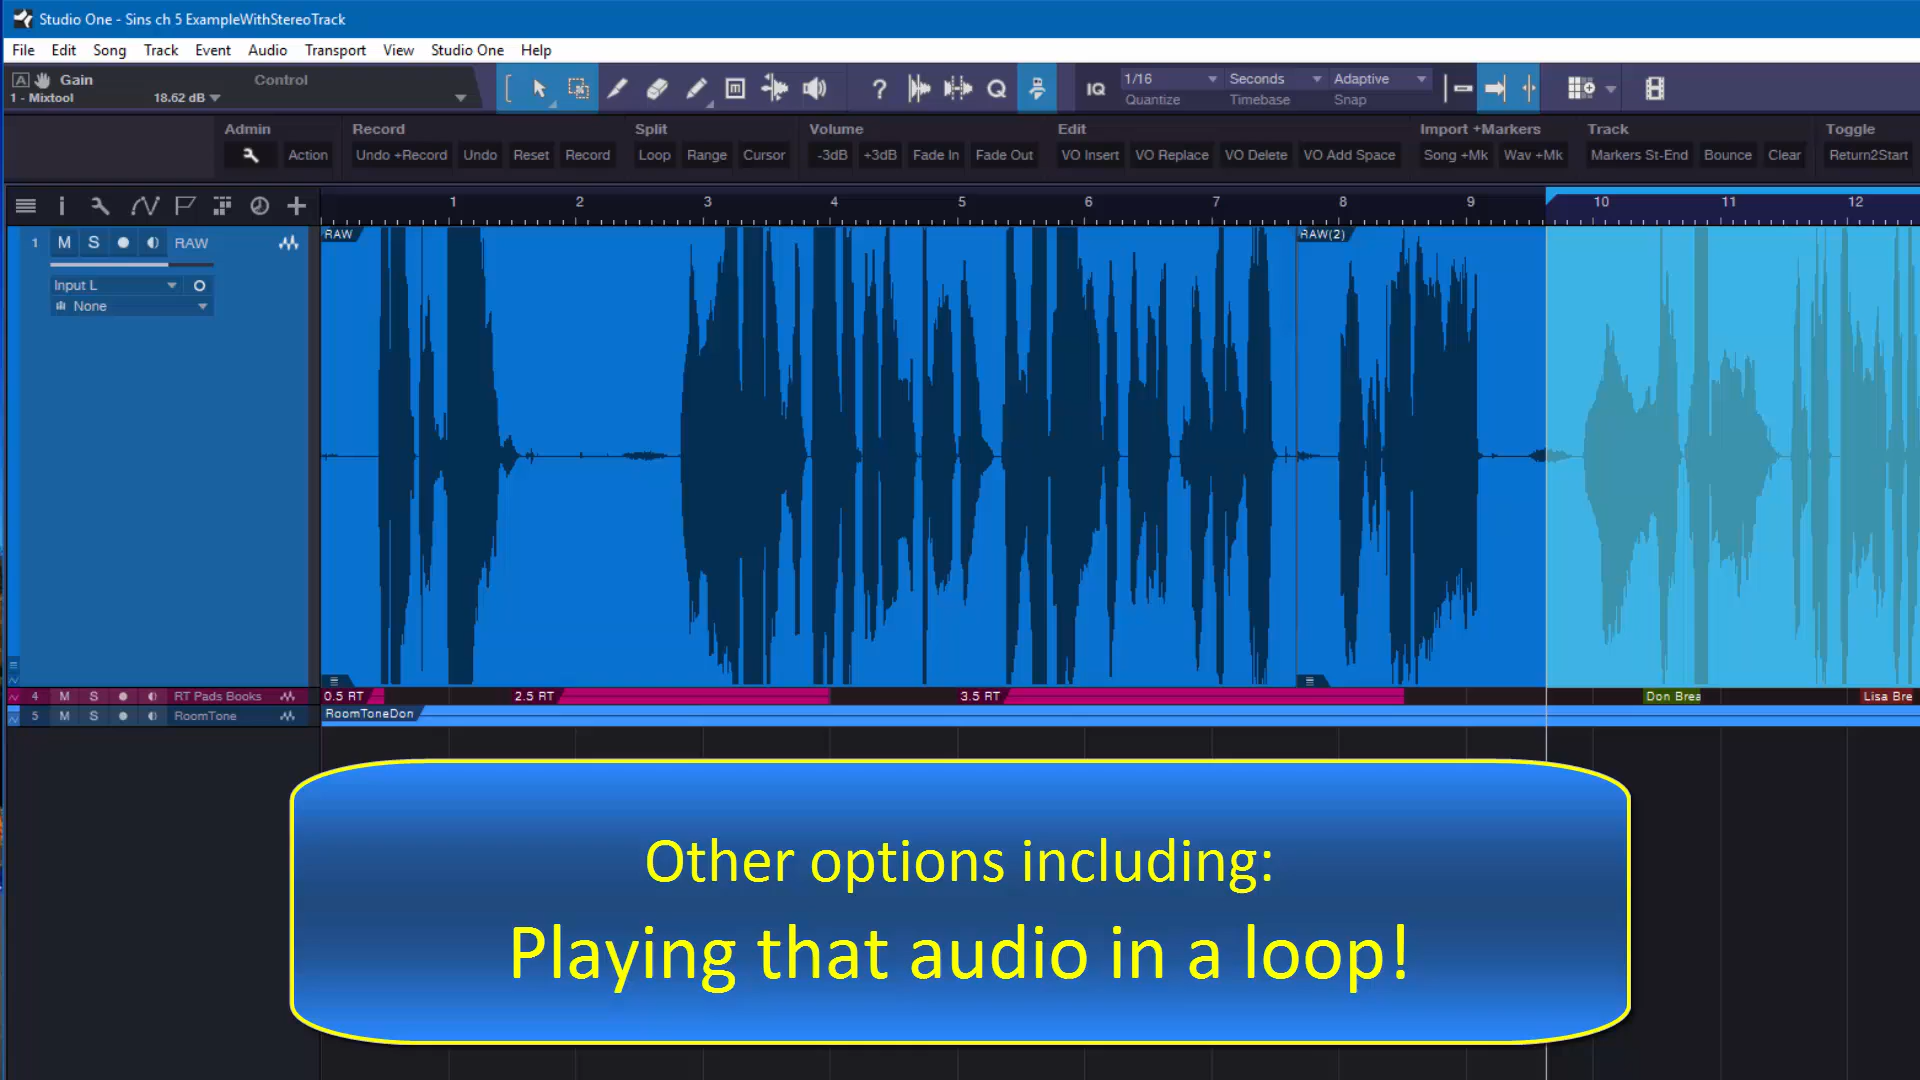 Studio One - Sins ch 5 ExampleWithStereoTrack
File Edit Song Track Event Audio Transport View Studio One Help
A Gain Control
1 - Mixtool 18.62 dB
? Q IQ
1/16 Seconds Adaptive
Quantize Timebase Snap
Admin Record Split Volume Edit Import +Markers Track Toggle
Action Undo +Record Undo Reset Record Loop Range Cursor -3dB +3dB Fade In Fade Out VO Insert VO Replace VO Delete VO Add Space Song +Mk Wav +Mk Markers St-End Bounce Clear Return2Start
1 2 3 4 5 6 7 8 9 10 11 12
RAW RAW(2)
1 M S RAW
Input L
None
4 M S RT Pads Books 0.5 RT 2.5 RT 3.5 RT Don Brea Lisa Bre
5 M S RoomTone RoomToneDon
Other options including:
Playing that audio in a loop!